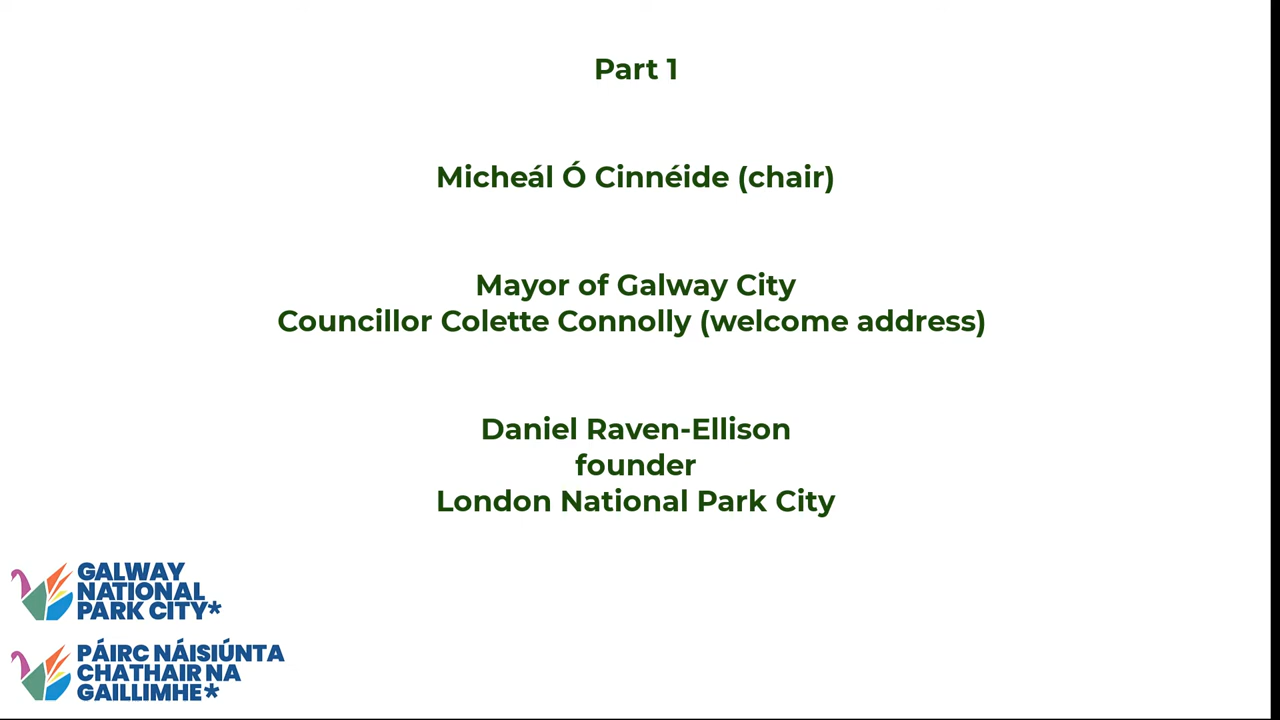 Part 1
Micheál Ó Cinnéide (chair)
Mayor of Galway City
Councillor Colette Connolly (welcome address)
Daniel Raven-Ellison
founder
London National Park City
GALWAY
NATIONAL
PARK CITY*
PÁIRC NÁISIÚNTA
CHATHAIR NA
GAILLIMHE*